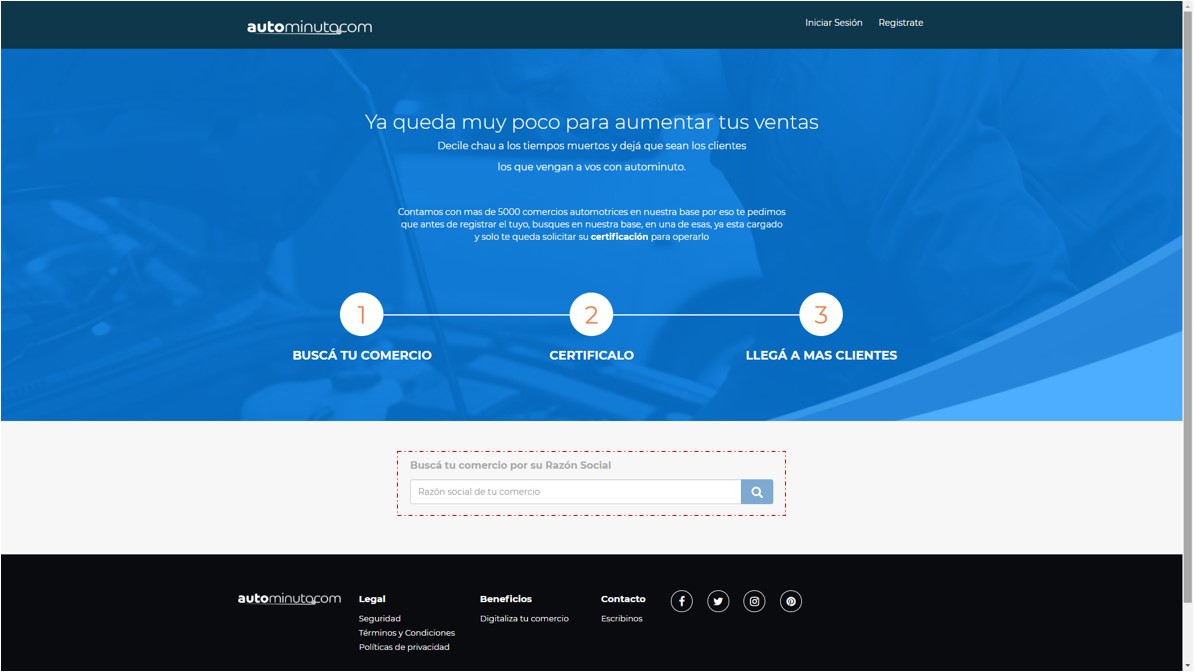 autominuto.com
Iniciar Sesión
Registrate
Ya queda muy poco para aumentar tus ventas
Decile chau a los tiempos muertos y dejá que sean los clientes
los que vengan a vos con autominuto.
Contamos con mas de 5000 comercios automotrices en nuestra base por eso te pedimos
que antes de registrar el tuyo, busques en nuestra base, en una de esas, ya esta cargado
y solo te queda solicitar su certificación para operarlo
1
2
3
BUSCÁ TU COMERCIO
CERTIFICALO
LLEGÁ A MAS CLIENTES
Buscá tu comercio por su Razón Social
Razón social de tu comercio
autominuto.com
Legal
Seguridad
Términos y Condiciones
Políticas de privacidad
Beneficios
Digitaliza tu comercio
Contacto
Escribinos